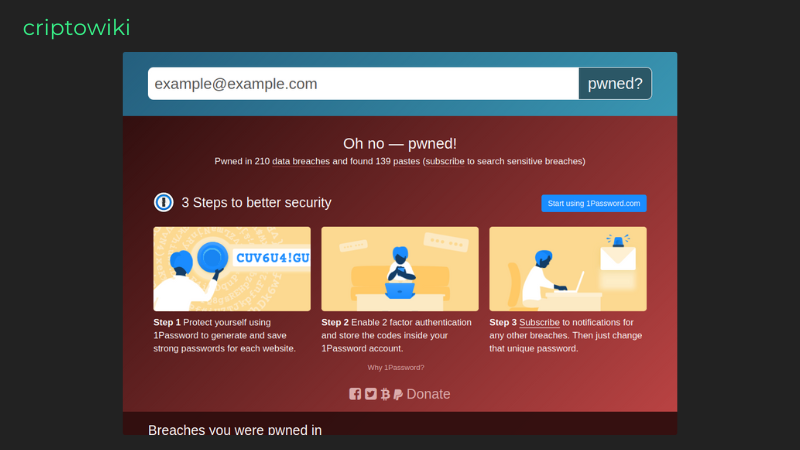 criptowiki
example@example.com pwned?
Oh no — pwned!
Pwned in 210 data breaches and found 139 pastes (subscribe to search sensitive breaches)
3 Steps to better security Start using 1Password.com
CUV6U4!GU
Step 1 Protect yourself using
1Password to generate and save
strong passwords for each website.
Step 2 Enable 2 factor authentication
and store the codes inside your
1Password account.
Step 3 Subscribe to notifications for
any other breaches. Then just change
that unique password.
Why 1Password?
Donate
Breaches you were pwned in